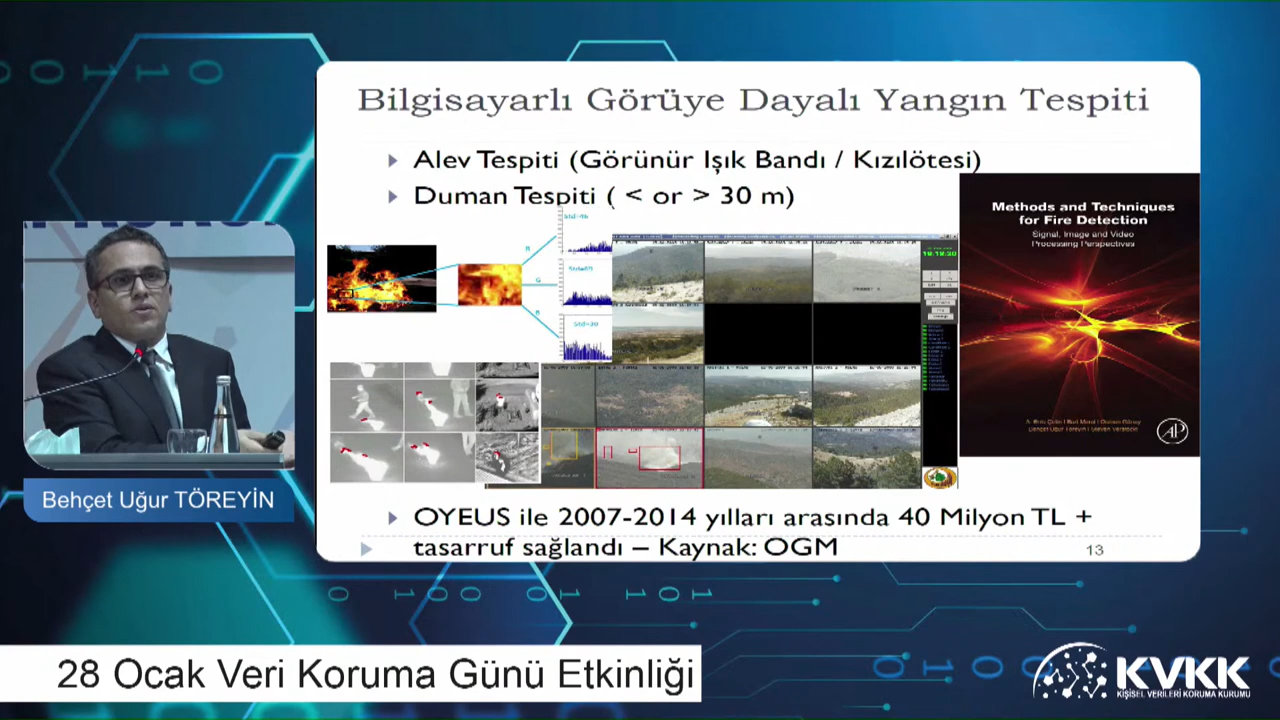 Bilgisayarlı Görüye Dayalı Yangın Tespiti
Alev Tespiti (Görünür Işık Bandı / Kızılötesi)
Duman Tespiti ( < or > 30 m)
Methods and Techniques
for Fire Detection
Signal, Image and Video
Processing Perspectives
R
G
B
AP
OYEUS ile 2007-2014 yılları arasında 40 Milyon TL +
tasarruf sağlandı – Kaynak: OGM
13
Behçet Uğur TÖREYİN
28 Ocak Veri Koruma Günü Etkinliği
KVKK
KİŞİSEL VERİLERİ KORUMA KURUMU